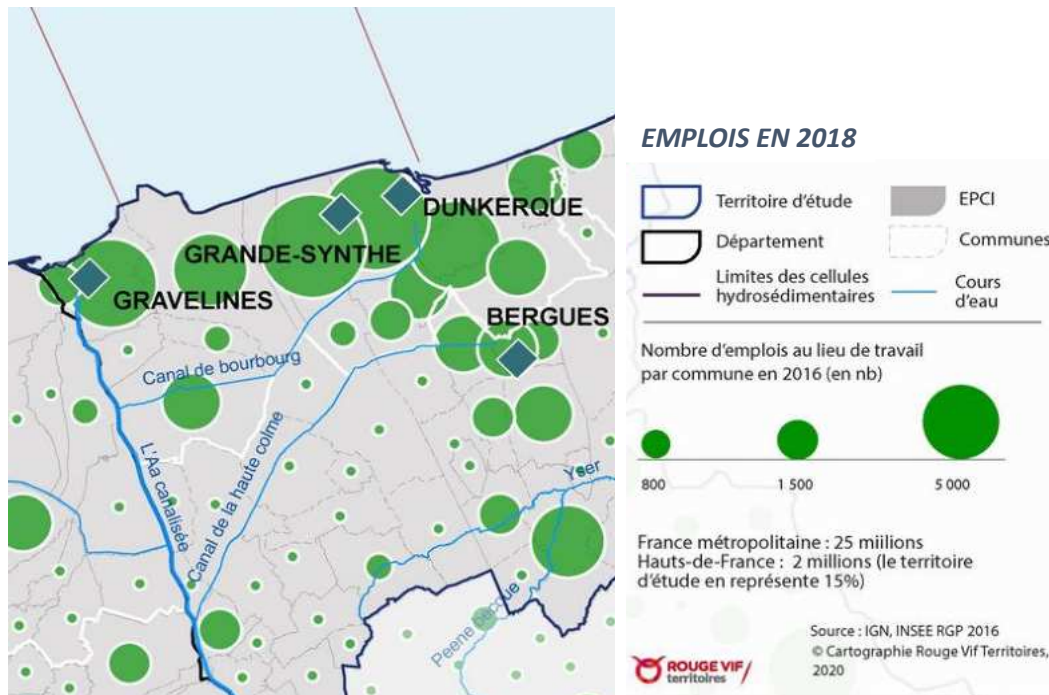 DUNKERQUE
GRANDE-SYNTHE
GRAVELINES
BERGUES
Canal de bourbourg
L'Aa canalisée
Canal de la haute colme
Yser
Peene becque
EMPLOIS EN 2018
Territoire d'étude
EPCI
Département
Communes
Limites des cellules
hydrosédimentaires
Cours
d'eau
Nombre d'emplois au lieu de travail
par commune en 2016 (en nb)
800
1 500
5 000
France métropolitaine : 25 miilions
Hauts-de-France : 2 millions (le territoire
d'étude en représente 15%)
Source : IGN, INSEE RGP 2016
© Cartographie Rouge Vif Territoires,
2020
ROUGE VIF/
territoires